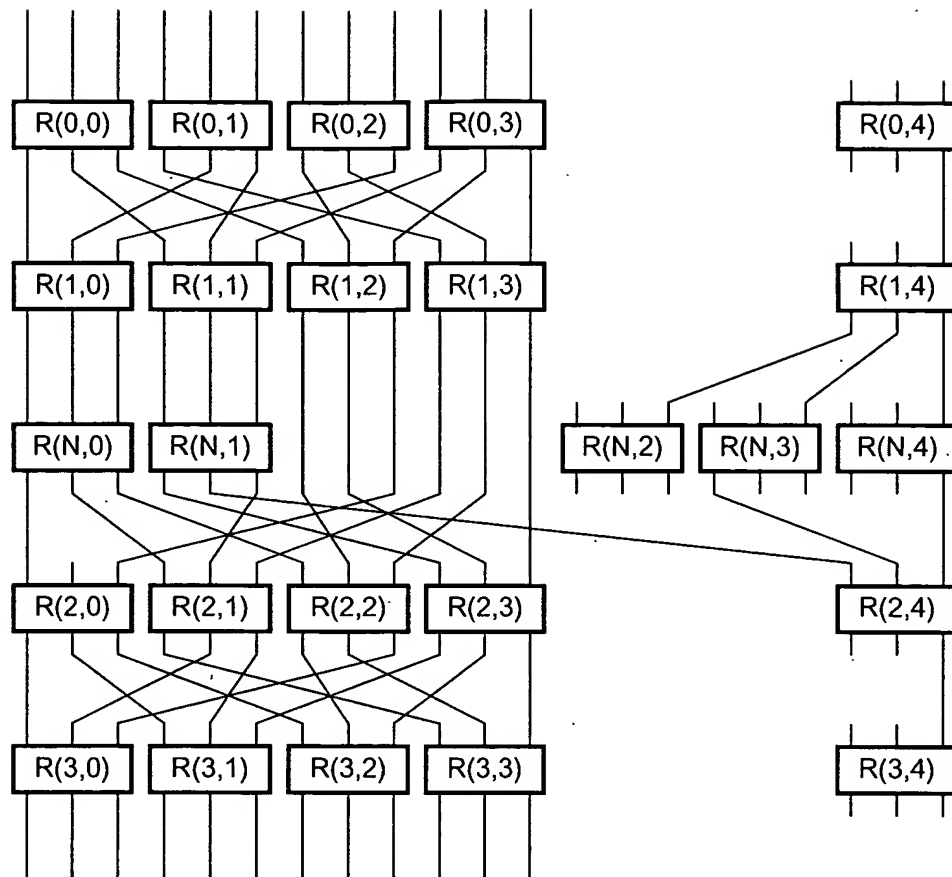 R(0,0) R(0,1) R(0,2) R(0,3) R(0,4)
R(1,0) R(1,1) R(1,2) R(1,3) R(1,4)
R(N,0) R(N,1) R(N,2) R(N,3) R(N,4)
R(2,0) R(2,1) R(2,2) R(2,3) R(2,4)
R(3,0) R(3,1) R(3,2) R(3,3) R(3,4)